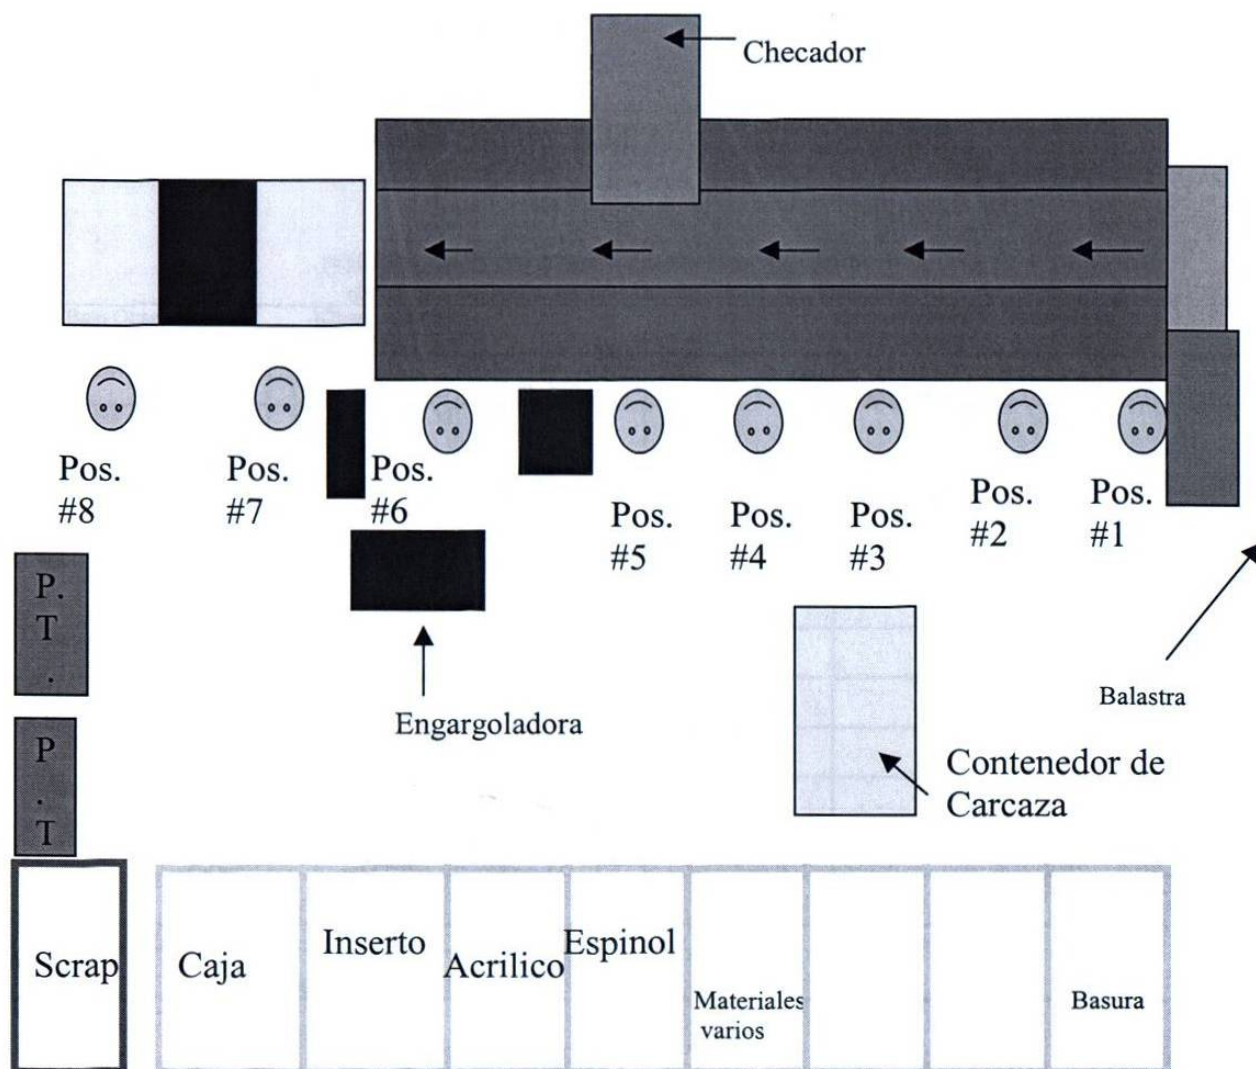 Checador
Pos.
#8
Pos.
#7
Pos.
#6
Pos.
#5
Pos.
#4
Pos.
#3
Pos.
#2
Pos.
#1
P.
T
.
P
.
T
Engargoladora
Balastra
Contenedor de
Carcaza
Scrap
Caja
Inserto
Acrilico
Espinol
Materiales
varios
Basura